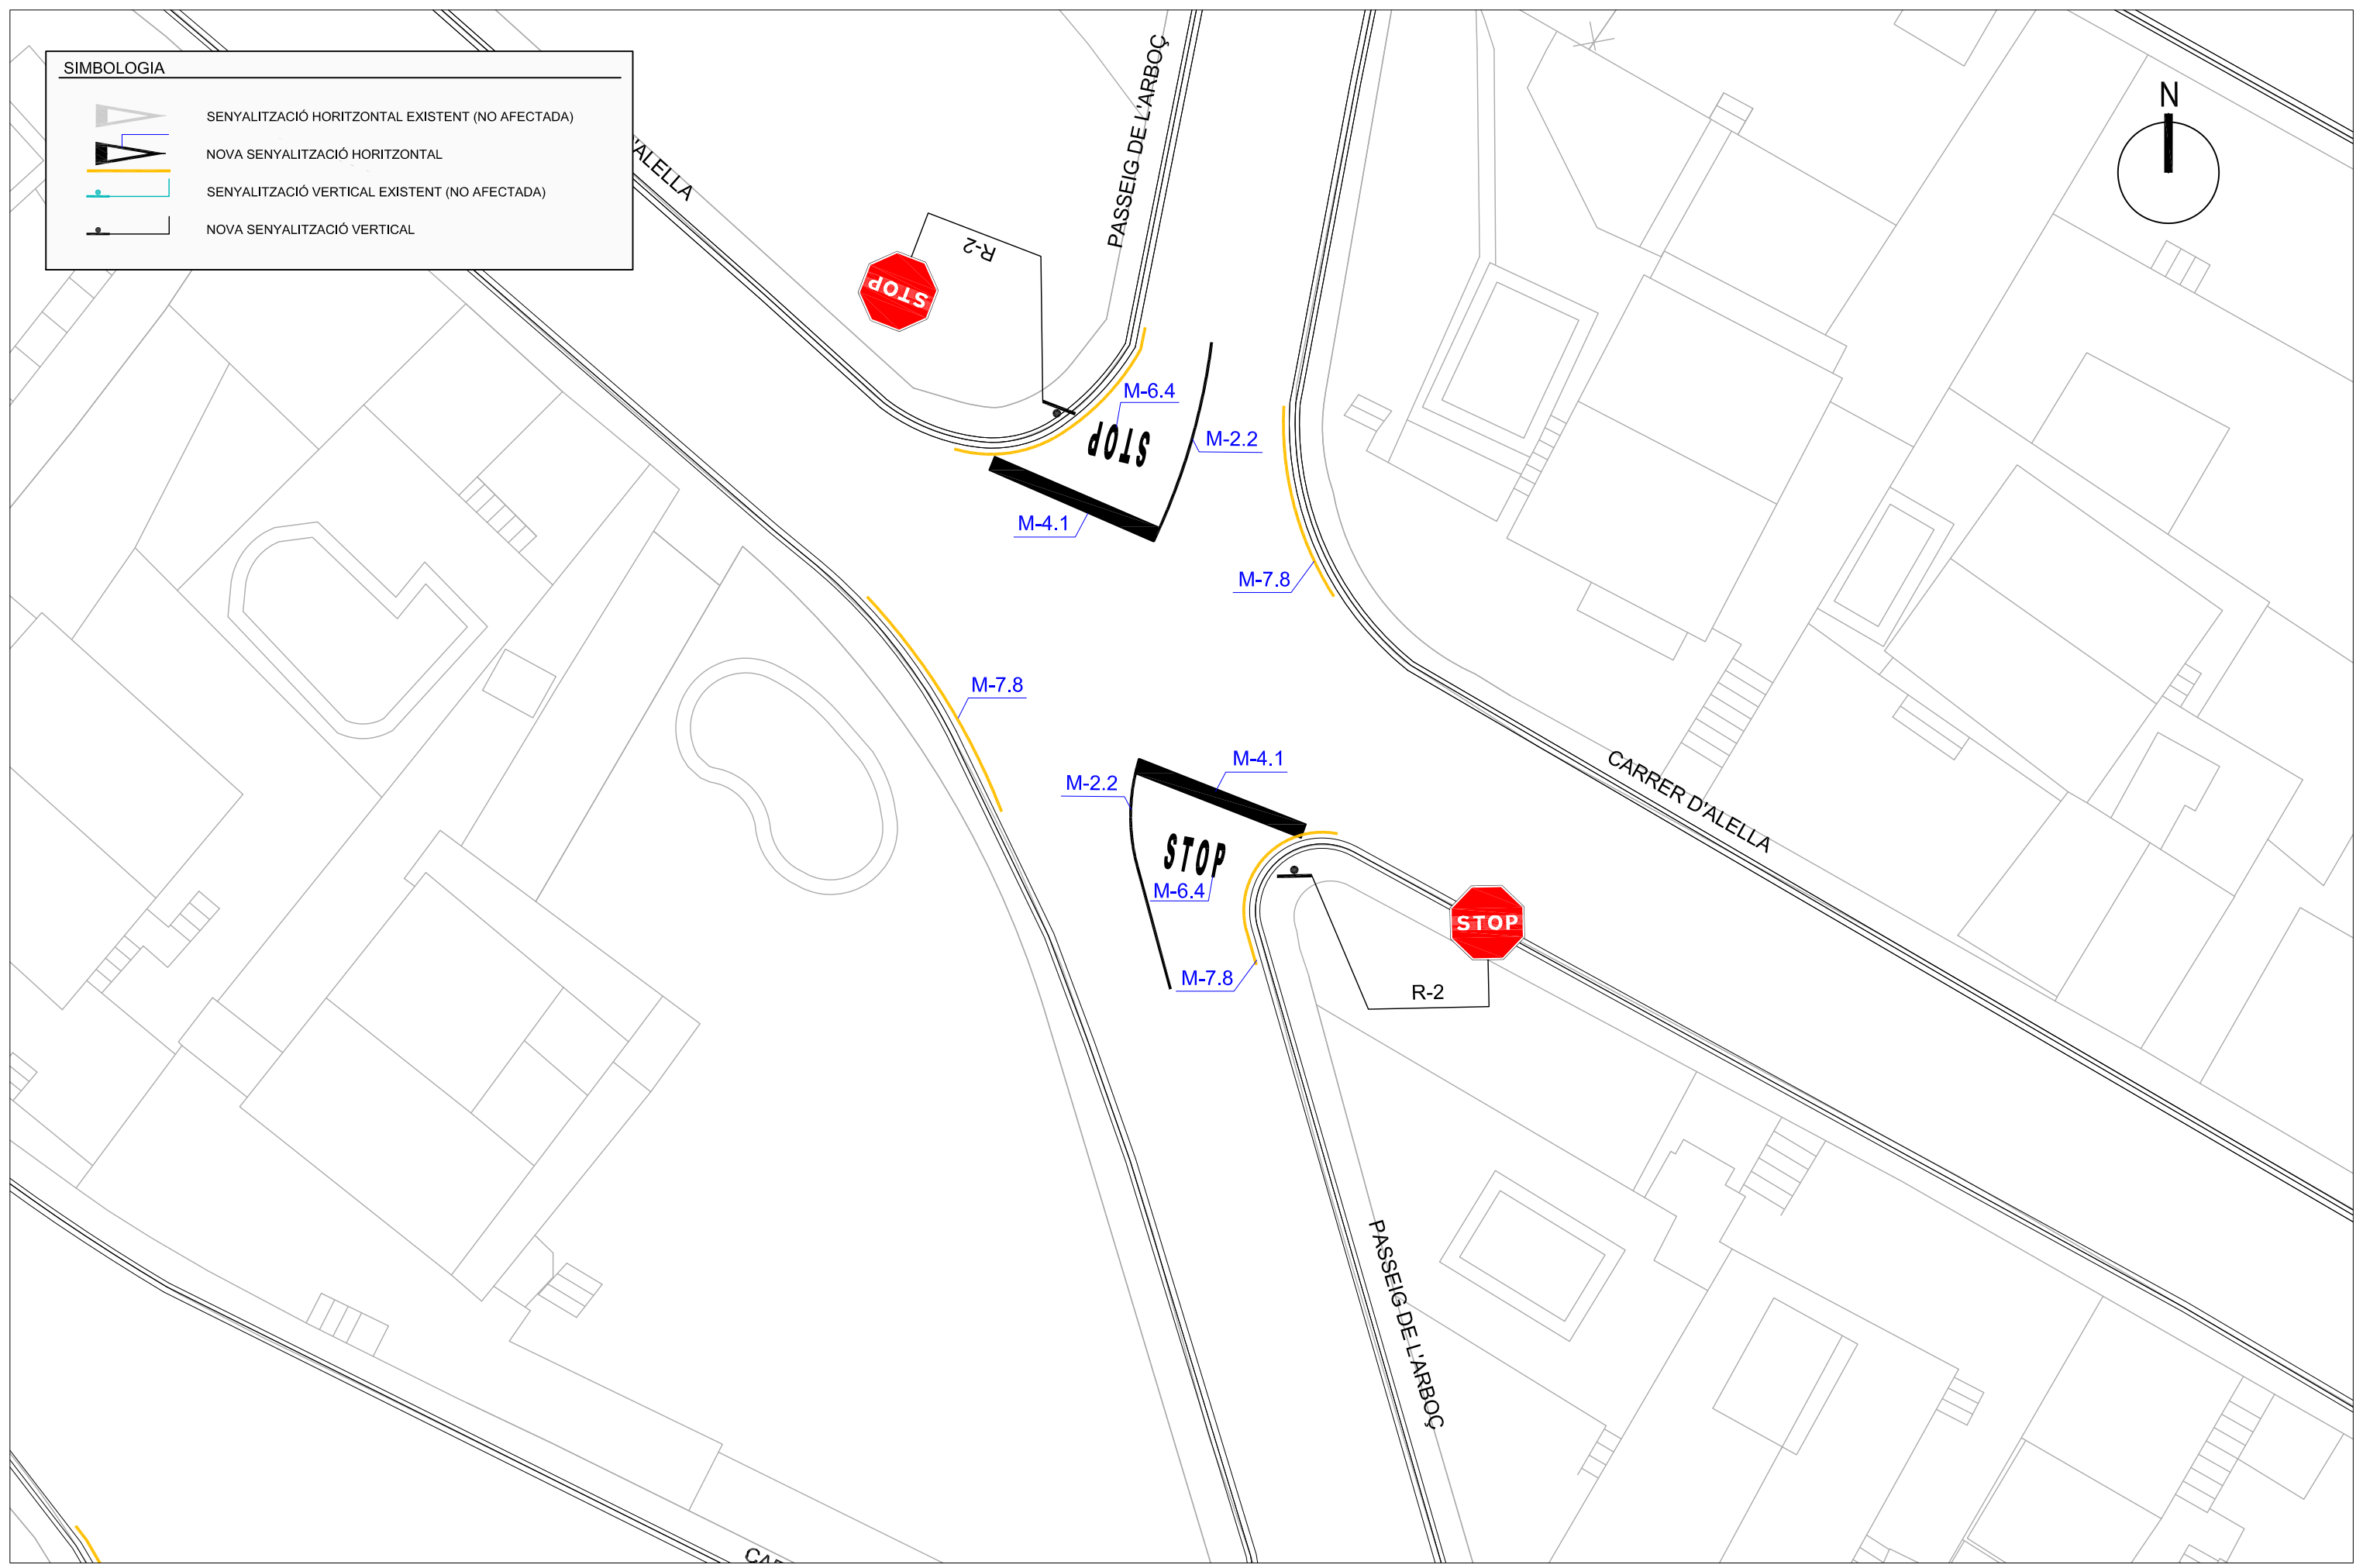 SIMBOLOGIA
SENYALITZACIÓ HORITZONTAL EXISTENT (NO AFECTADA)
NOVA SENYALITZACIÓ HORITZONTAL
SENYALITZACIÓ VERTICAL EXISTENT (NO AFECTADA)
NOVA SENYALITZACIÓ VERTICAL
'ALELLA
PASSEIG DE L'ARBOÇ
N
R-2
STOP
M-6.4
STOP
M-2.2
M-4.1
M-7.8
M-7.8
M-4.1
M-2.2
STOP
M-6.4
CARRER D'ALELLA
STOP
M-7.8
R-2
PASSEIG DE L'ARBOÇ